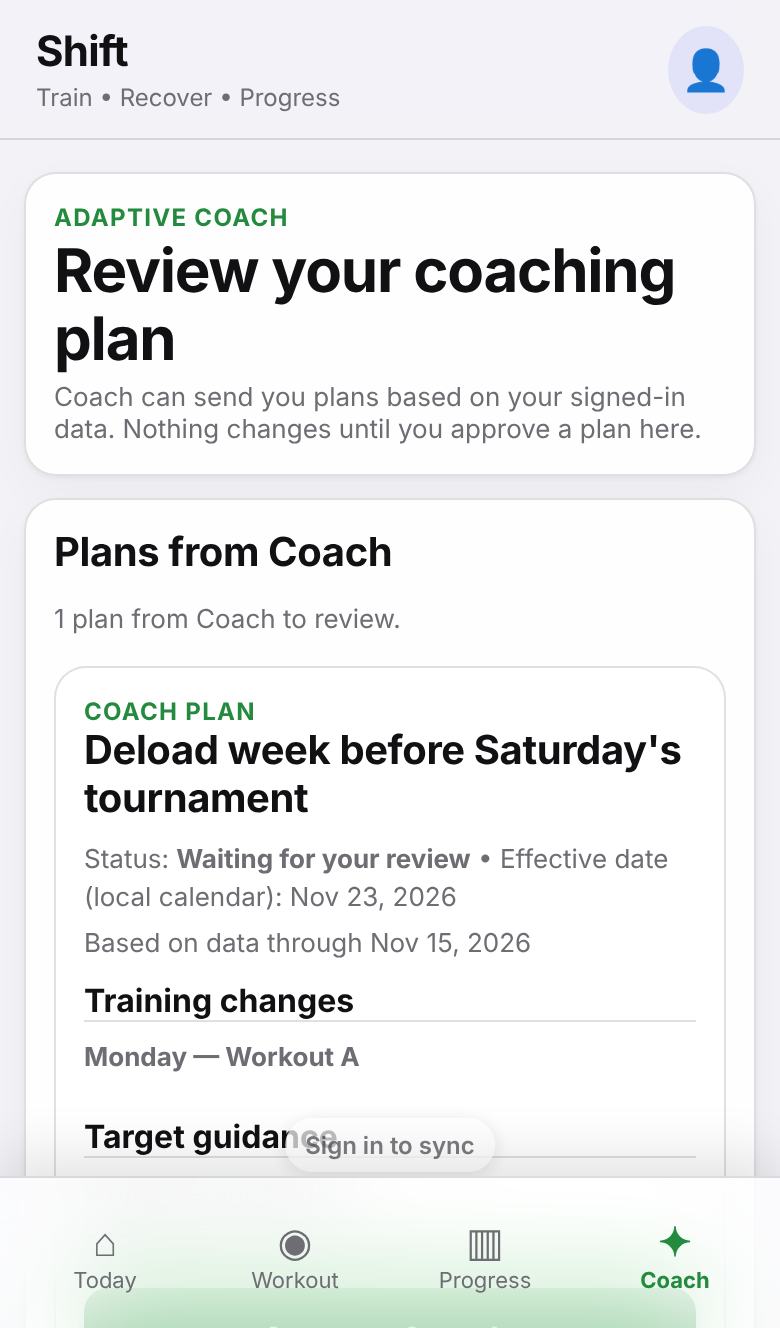 Shift
Train • Recover • Progress
ADAPTIVE COACH
Review your coaching
plan
Coach can send you plans based on your signed-in
data. Nothing changes until you approve a plan here.
Plans from Coach
1 plan from Coach to review.
COACH PLAN
Deload week before Saturday's
tournament
Status: Waiting for your review • Effective date
(local calendar): Nov 23, 2026
Based on data through Nov 15, 2026
Training changes
Monday — Workout A
Target guidance
Sign in to sync
Today
Workout
Progress
Coach